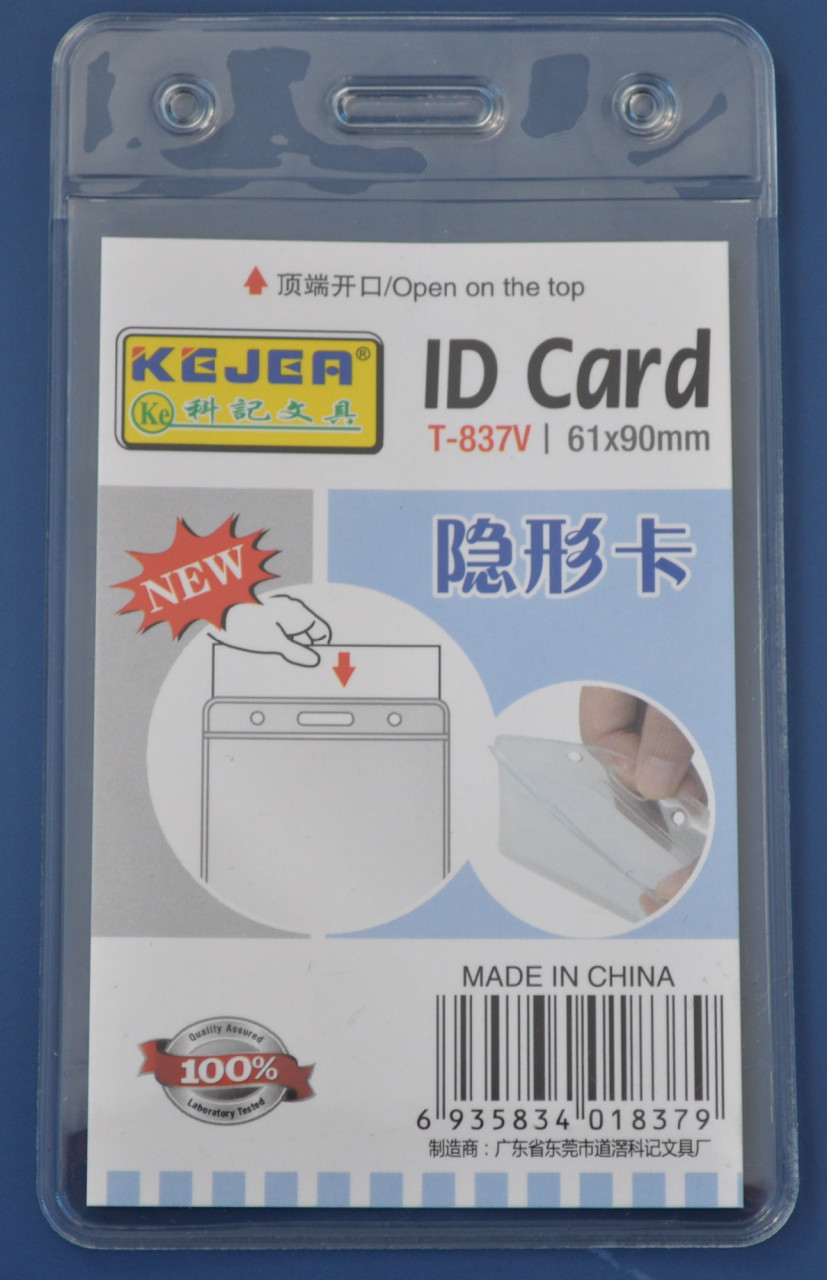 顶端开口/Open on the top
KEJEA®
Ke 科記文具
ID Card
T-837V | 61x90mm
隐形卡
NEW
MADE IN CHINA
Quality Assured
100%
Laboratory Tested
6 935834 018379
制造商：广东省东莞市道滘科记文具厂